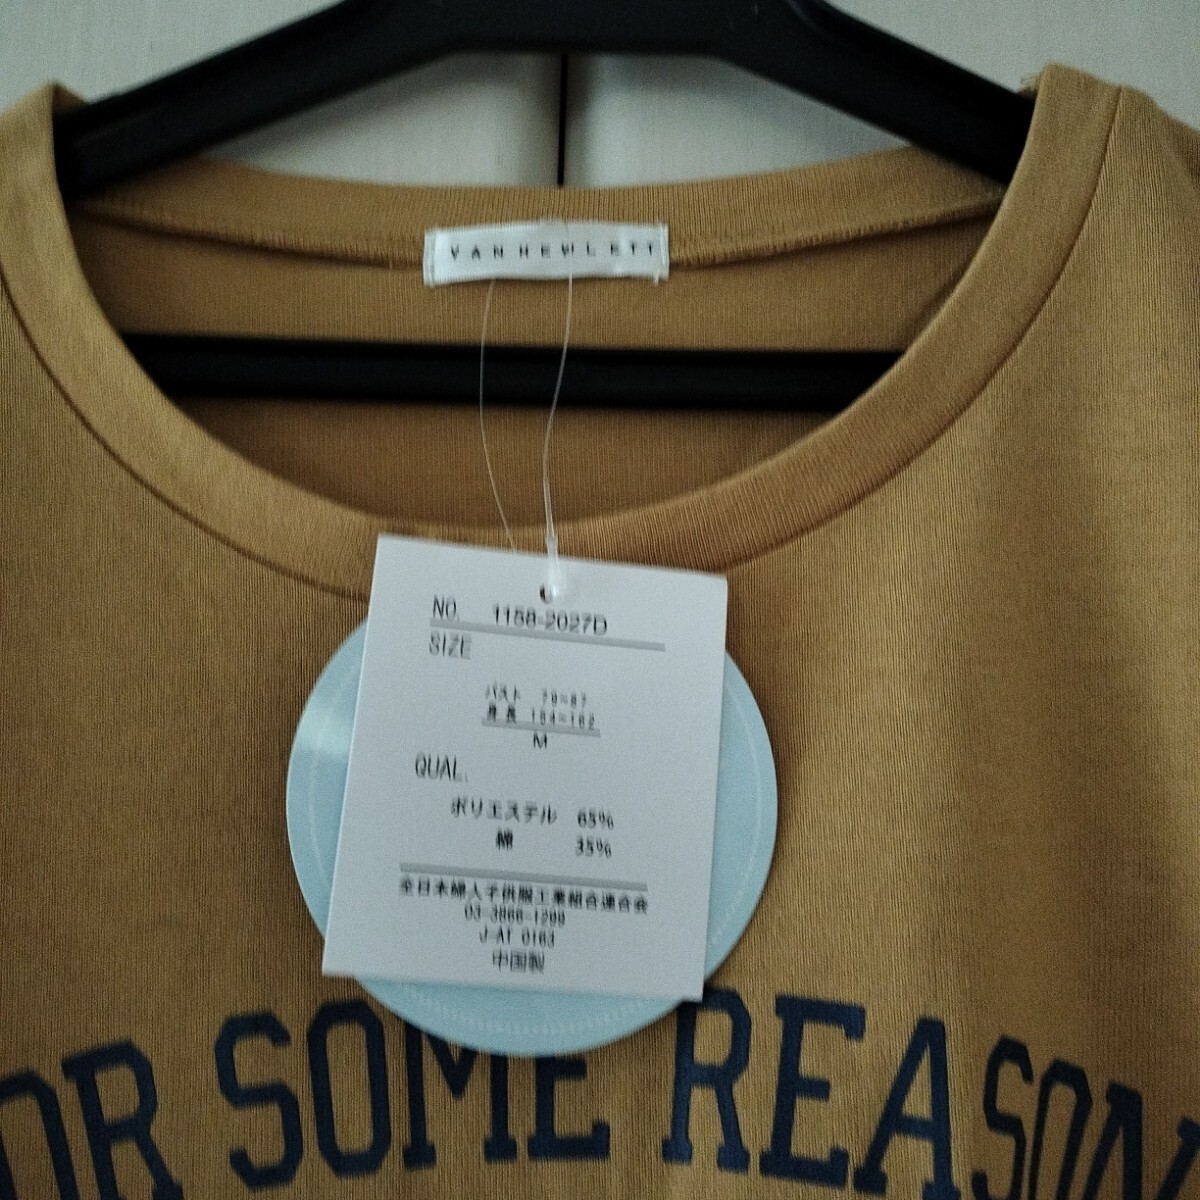 VAN HEWLETT
NO. 1158-2027D
SIZE
バスト 79~87
身長 154~162
M
QUAL.
ポリエステル 65%
綿 35%
全日本婦人子供服工業組合連合会
03-3866-1200
J-AT 0163
中国製
OR SOME REASON